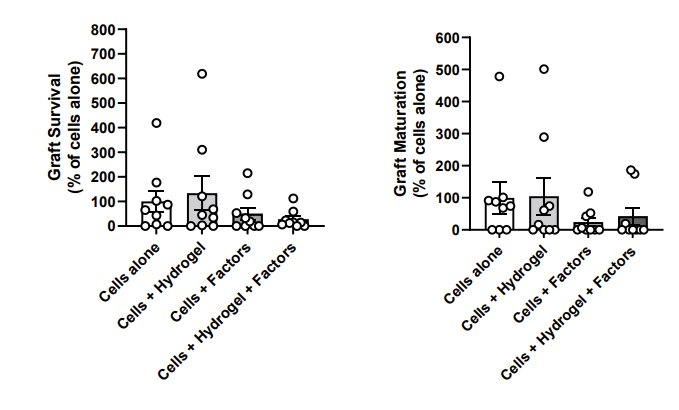 Graft Survival
(% of cells alone)
800
700
600
500
400
300
200
100
0
Cells alone
Cells + Hydrogel
Cells + Factors
Cells + Hydrogel + Factors
Graft Maturation
(% of cells alone)
600
500
400
300
200
100
0
Cells alone
Cells + Hydrogel
Cells + Factors
Cells + Hydrogel + Factors